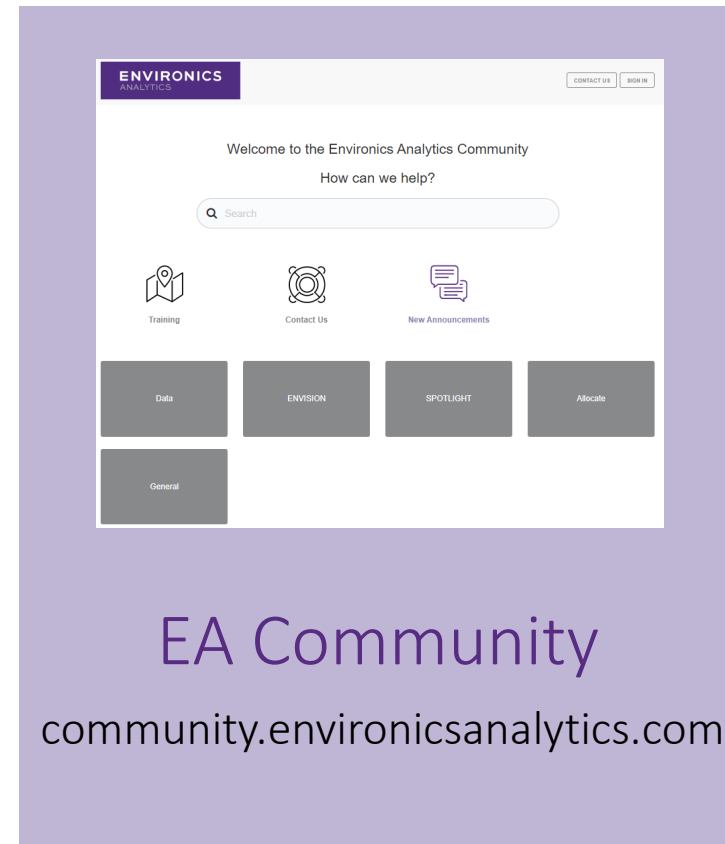 ENVIRONICS
ANALYTICS
CONTACT US
SIGN IN
Welcome to the Environics Analytics Community
How can we help?
Search
Training
Contact Us
New Announcements
Data
ENVISION
SPOTLIGHT
Allocate
General
EA Community
community.environicsanalytics.com